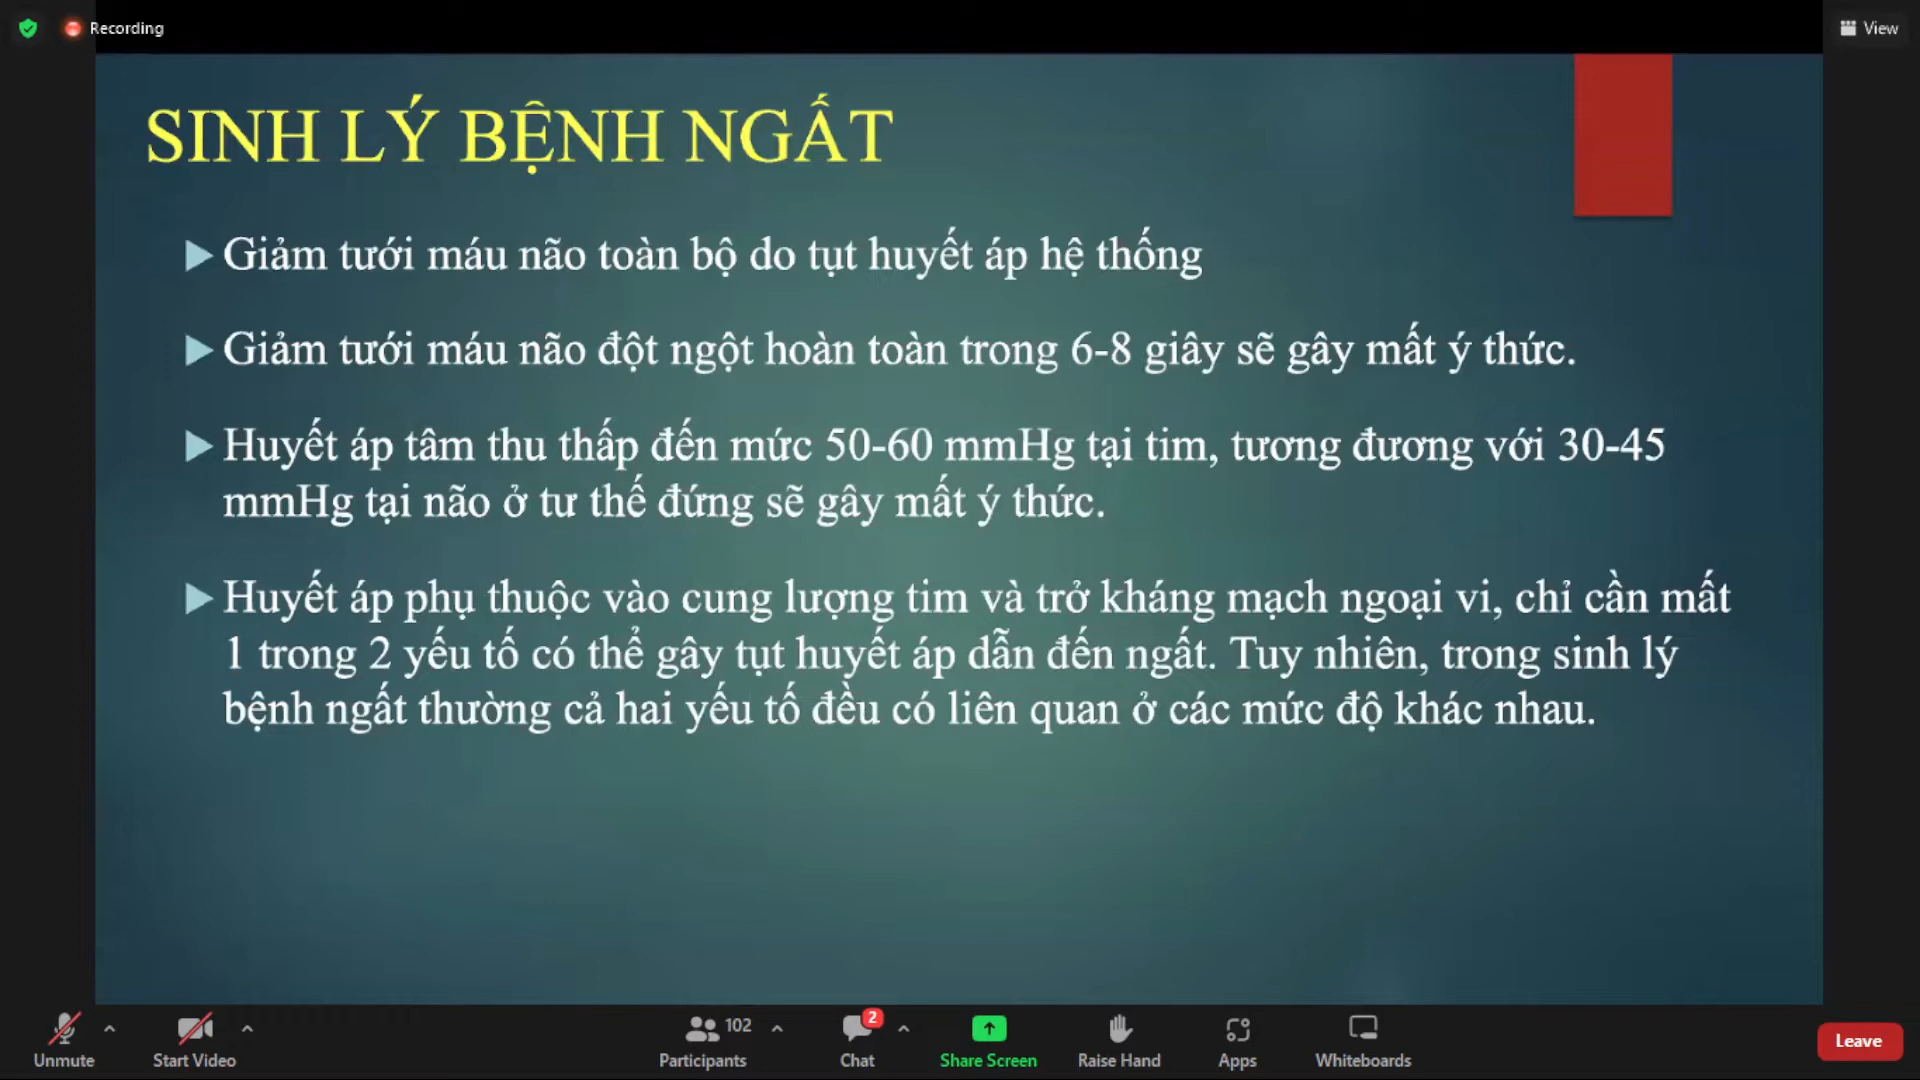 Recording
View
SINH LÝ BỆNH NGẤT
Giảm tưới máu não toàn bộ do tụt huyết áp hệ thống
Giảm tưới máu não đột ngột hoàn toàn trong 6-8 giây sẽ gây mất ý thức.
Huyết áp tâm thu thấp đến mức 50-60 mmHg tại tim, tương đương với 30-45
mmHg tại não ở tư thế đứng sẽ gây mất ý thức.
Huyết áp phụ thuộc vào cung lượng tim và trở kháng mạch ngoại vi, chỉ cần mất
1 trong 2 yếu tố có thể gây tụt huyết áp dẫn đến ngất. Tuy nhiên, trong sinh lý
bệnh ngất thường cả hai yếu tố đều có liên quan ở các mức độ khác nhau.
102
2
Unmute
Start Video
Participants
Chat
Share Screen
Raise Hand
Apps
Whiteboards
Leave